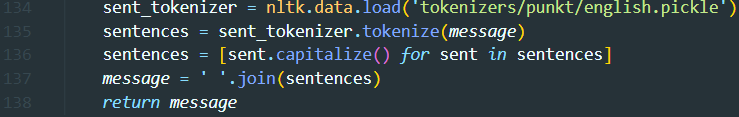 134 sent_tokenizer = nltk.data.load('tokenizers/punkt/english.pickle')
135 sentences = sent_tokenizer.tokenize(message)
136 sentences = [sent.capitalize() for sent in sentences]
137 message = ' '.join(sentences)
138 return message